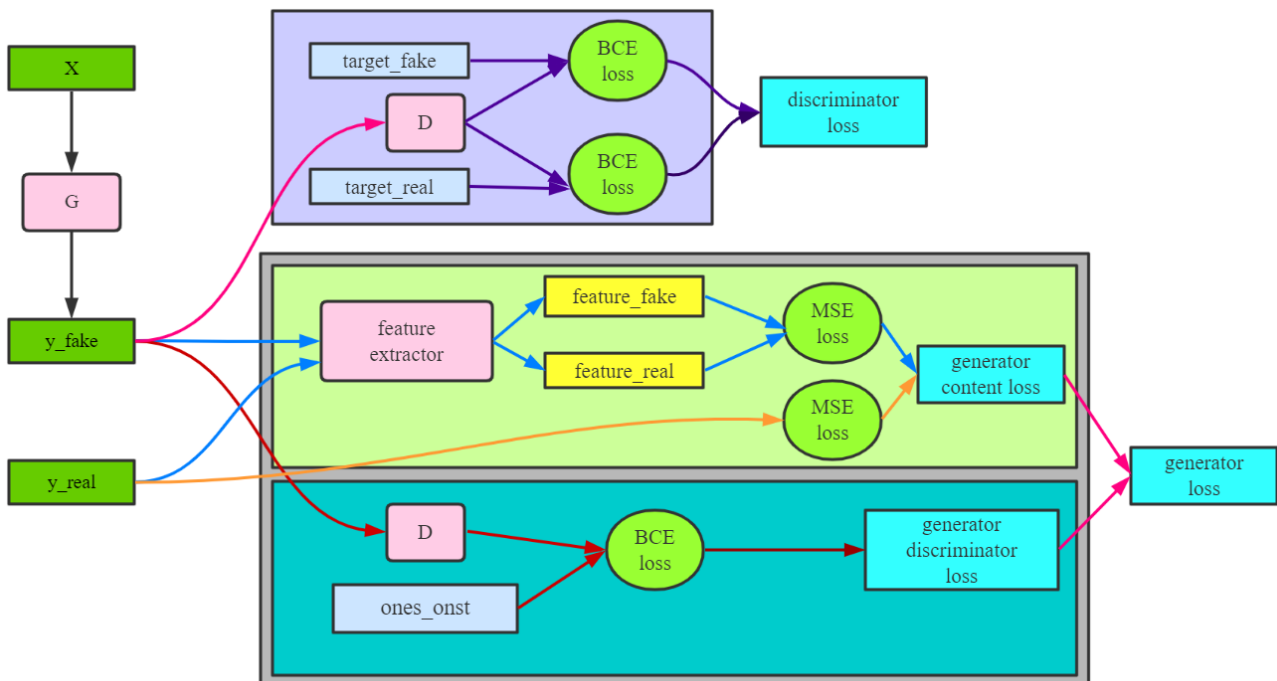 X
G
y_fake
y_real
target_fake
D
target_real
BCE
loss
BCE
loss
discriminator
loss
feature
extractor
feature_fake
feature_real
MSE
loss
MSE
loss
generator
content loss
D
ones_onst
BCE
loss
generator
discriminator
loss
generator
loss